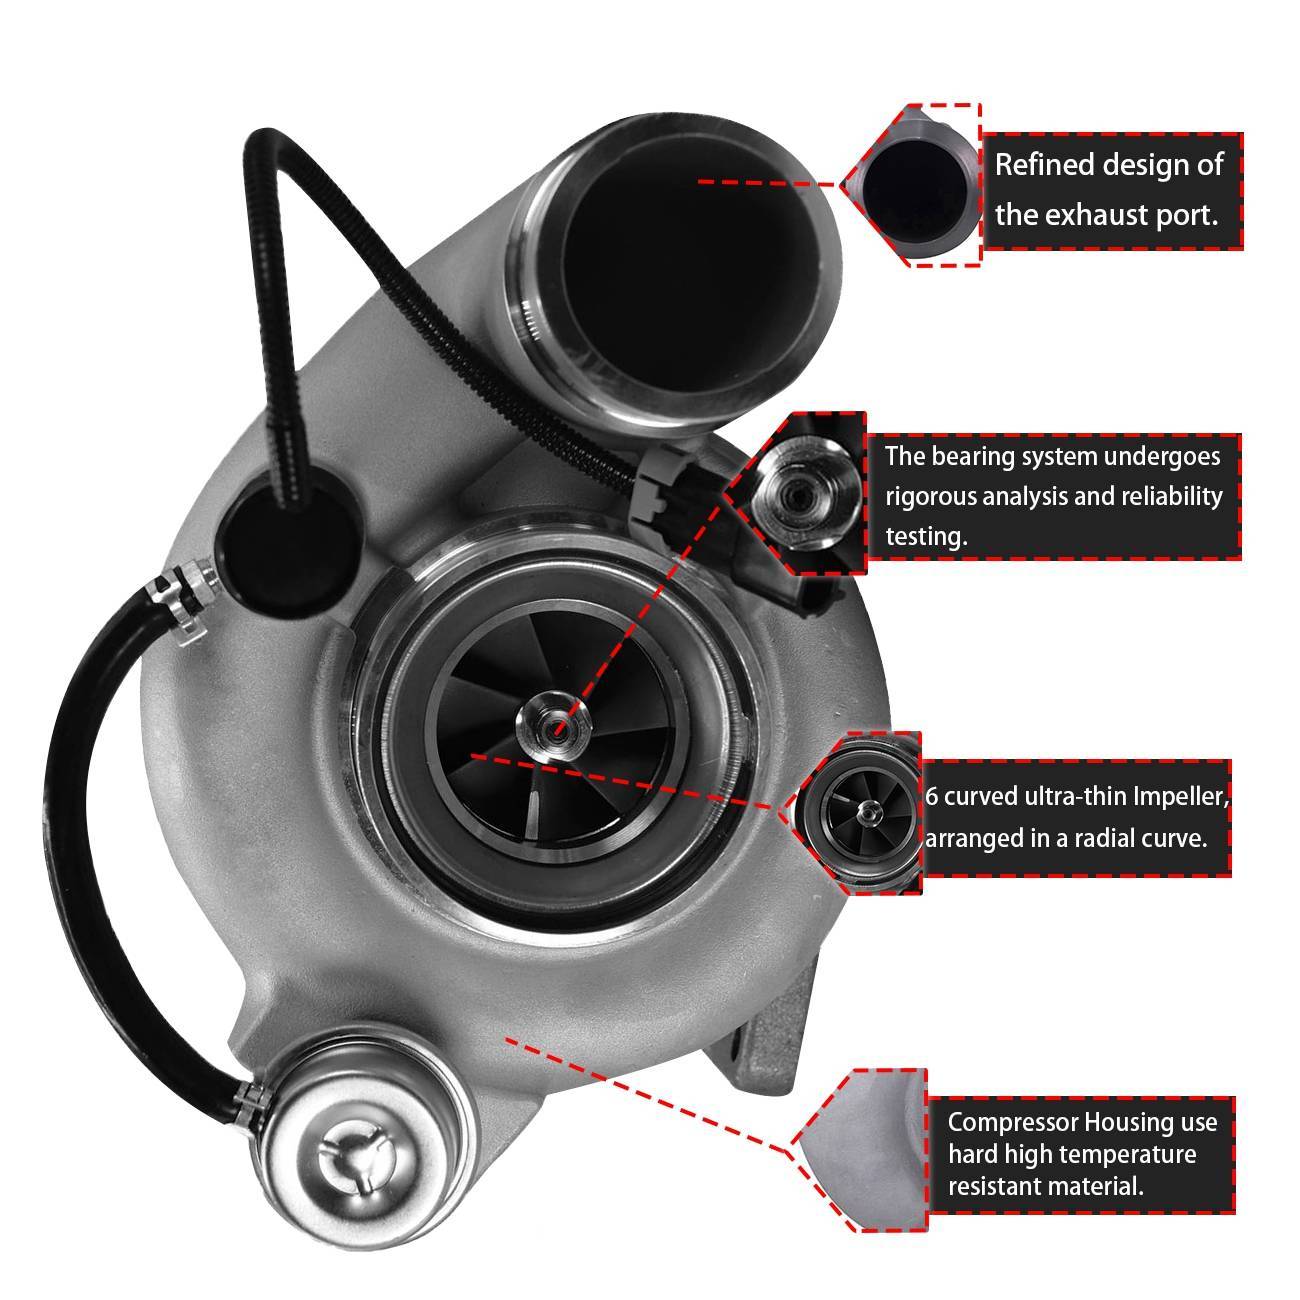 Refined design of
the exhaust port.
The bearing system undergoes
rigorous analysis and reliability
testing.
6 curved ultra-thin Impeller,
arranged in a radial curve.
Compressor Housing use
hard high temperature
resistant material.